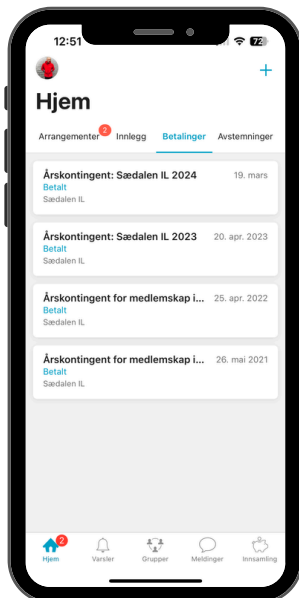 12:51
72
Hjem
Arrangementer 2 Innlegg Betalinger Avstemninger
Årskontingent: Sædalen IL 2024 19. mars
Betalt
Sædalen IL
Årskontingent: Sædalen IL 2023 20. apr. 2023
Betalt
Sædalen IL
Årskontingent for medlemskap i... 25. apr. 2022
Betalt
Sædalen IL
Årskontingent for medlemskap i... 26. mai 2021
Betalt
Sædalen IL
2
Hjem Varsler Grupper Meldinger Innsamling